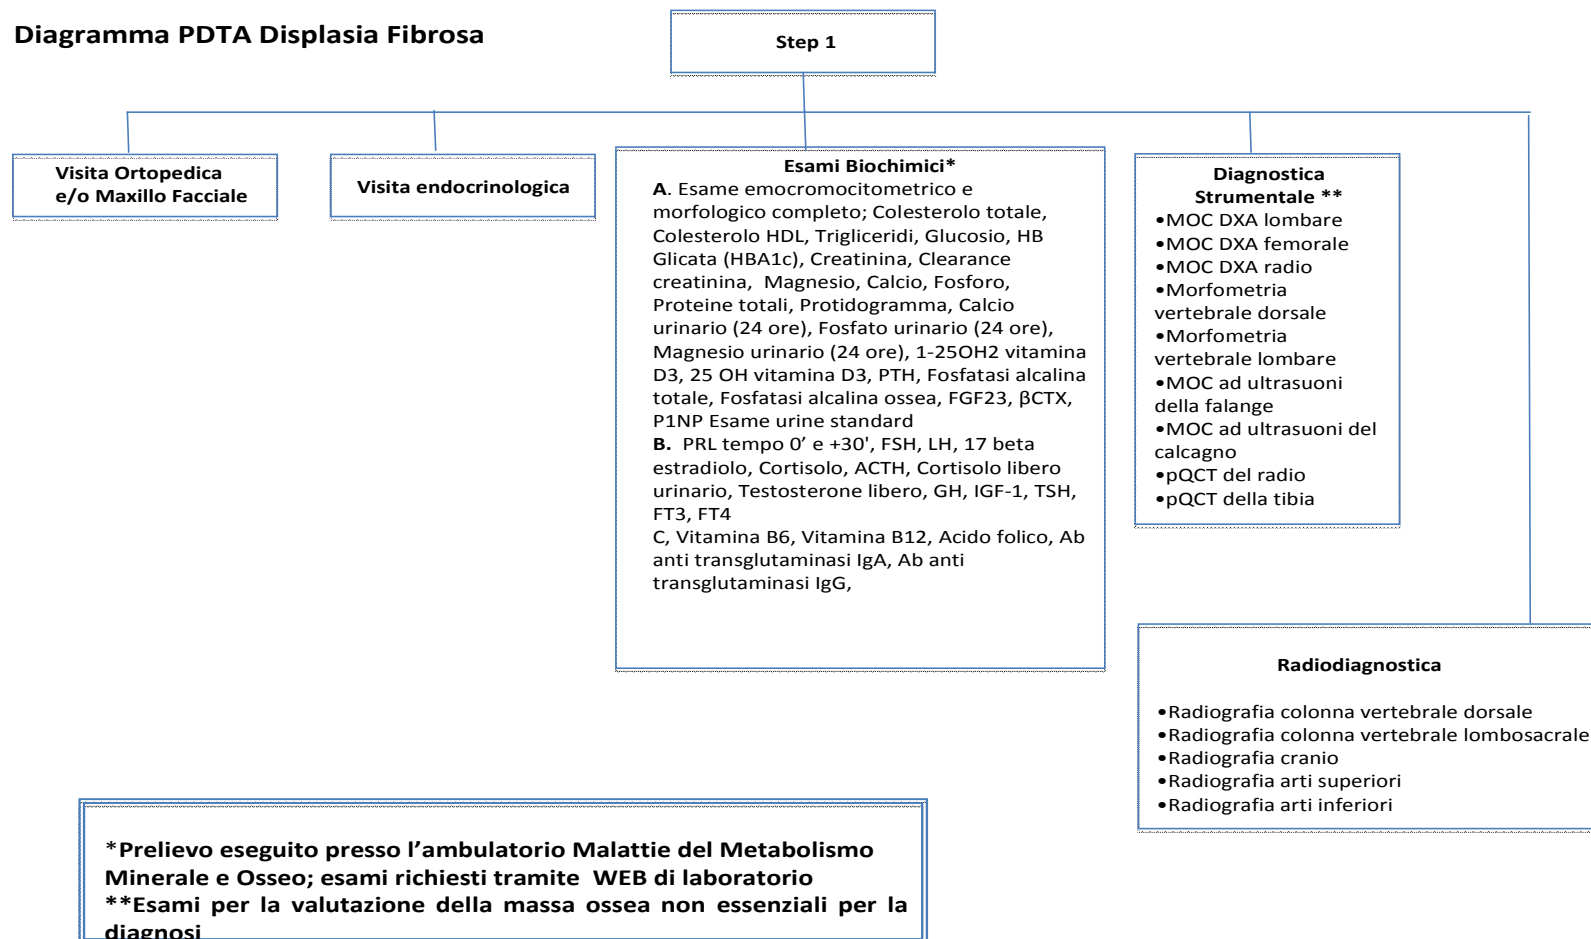 Diagramma PDTA Displasia Fibrosa
Step 1
Visita Ortopedica
e/o Maxillo Facciale
Visita endocrinologica
Esami Biochimici*
A. Esame emocromocitometrico e
morfologico completo; Colesterolo totale,
Colesterolo HDL, Trigliceridi, Glucosio, HB
Glicata (HBA1c), Creatinina, Clearance
creatinina, Magnesio, Calcio, Fosforo,
Proteine totali, Protidogramma, Calcio
urinario (24 ore), Fosfato urinario (24 ore),
Magnesio urinario (24 ore), 1-25OH2 vitamina
D3, 25 OH vitamina D3, PTH, Fosfatasi alcalina
totale, Fosfatasi alcalina ossea, FGF23, βCTX,
P1NP Esame urine standard
B. PRL tempo 0’ e +30', FSH, LH, 17 beta
estradiolo, Cortisolo, ACTH, Cortisolo libero
urinario, Testosterone libero, GH, IGF-1, TSH,
FT3, FT4
C, Vitamina B6, Vitamina B12, Acido folico, Ab
anti transglutaminasi IgA, Ab anti
transglutaminasi IgG,
Diagnostica
Strumentale **
•MOC DXA lombare
•MOC DXA femorale
•MOC DXA radio
•Morfometria
vertebrale dorsale
•Morfometria
vertebrale lombare
•MOC ad ultrasuoni
della falange
•MOC ad ultrasuoni del
calcagno
•pQCT del radio
•pQCT della tibia
Radiodiagnostica
•Radiografia colonna vertebrale dorsale
•Radiografia colonna vertebrale lombosacrale
•Radiografia cranio
•Radiografia arti superiori
•Radiografia arti inferiori
*Prelievo eseguito presso l’ambulatorio Malattie del Metabolismo
Minerale e Osseo; esami richiesti tramite WEB di laboratorio
**Esami per la valutazione della massa ossea non essenziali per la
diagnosi